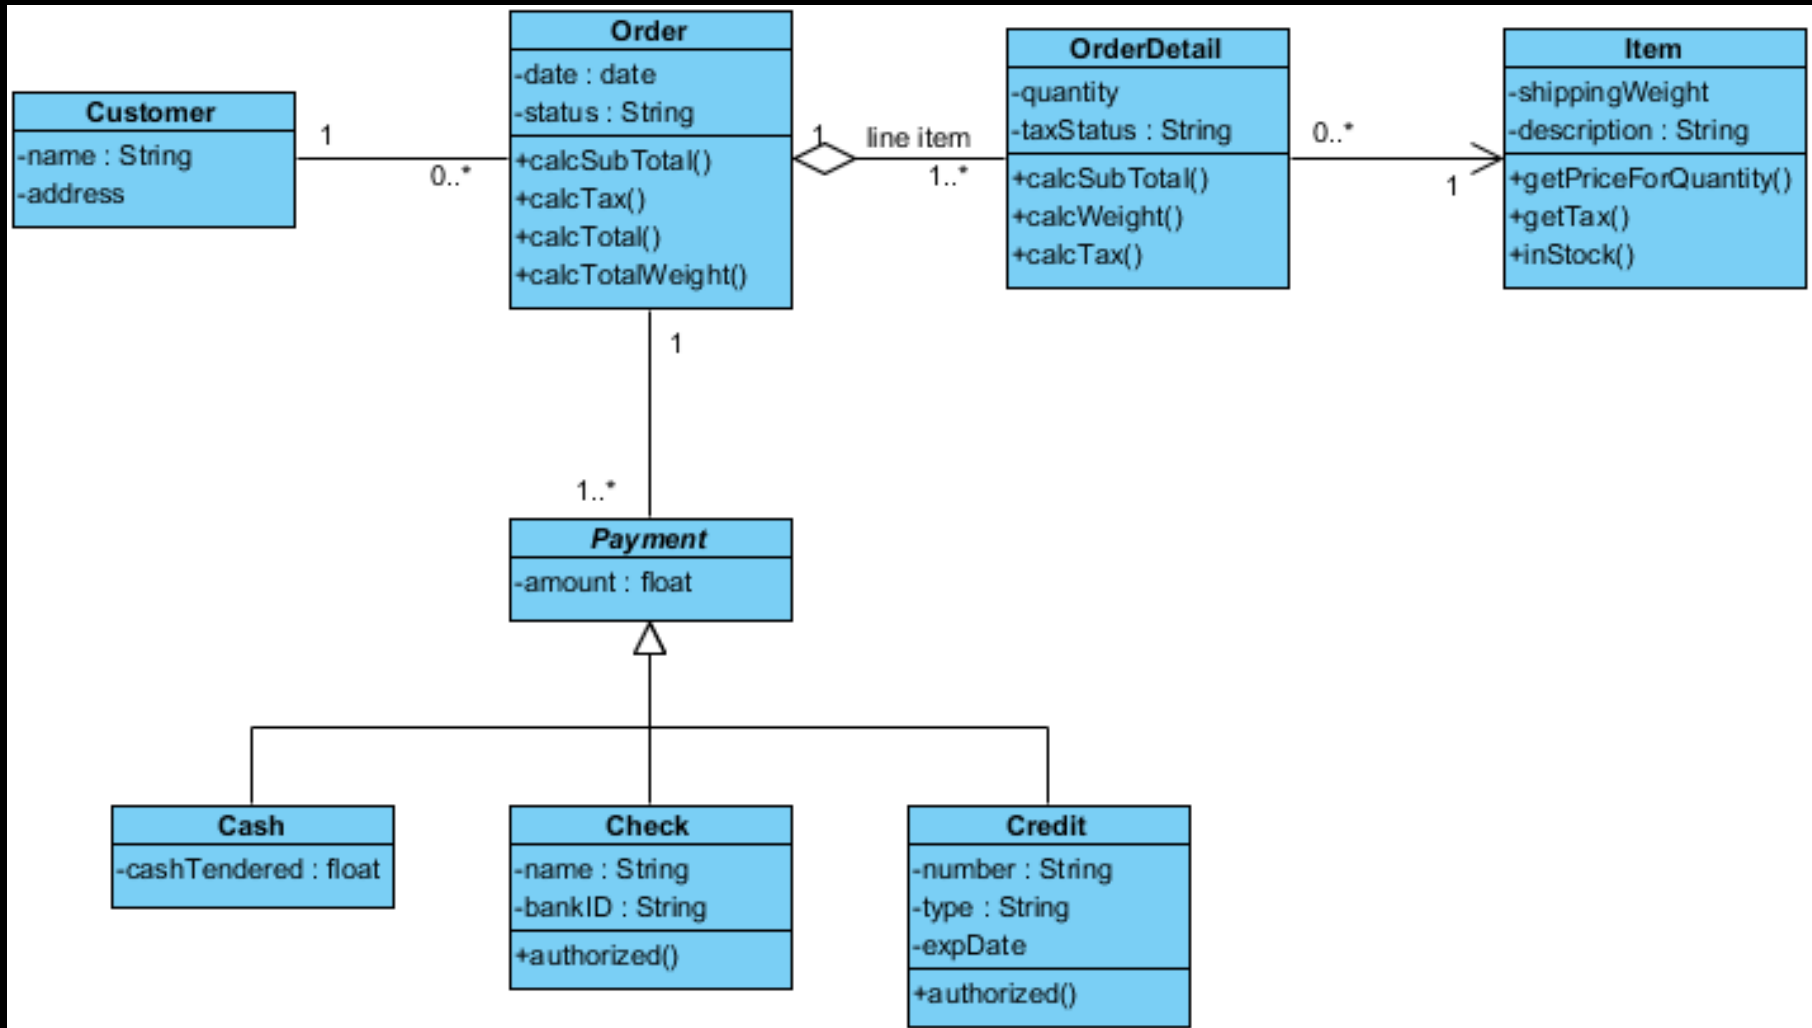 Customer
-name : String
-address
1
0..*
Order
-date : date
-status : String
+calcSubTotal()
+calcTax()
+calcTotal()
+calcTotalWeight()
1
line item
1..*
OrderDetail
-quantity
-taxStatus : String
+calcSubTotal()
+calcWeight()
+calcTax()
0..*
1
Item
-shippingWeight
-description : String
+getPriceForQuantity()
+getTax()
+inStock()
1
1..*
Payment
-amount : float
Cash
-cashTendered : float
Check
-name : String
-bankID : String
+authorized()
Credit
-number : String
-type : String
-expDate
+authorized()